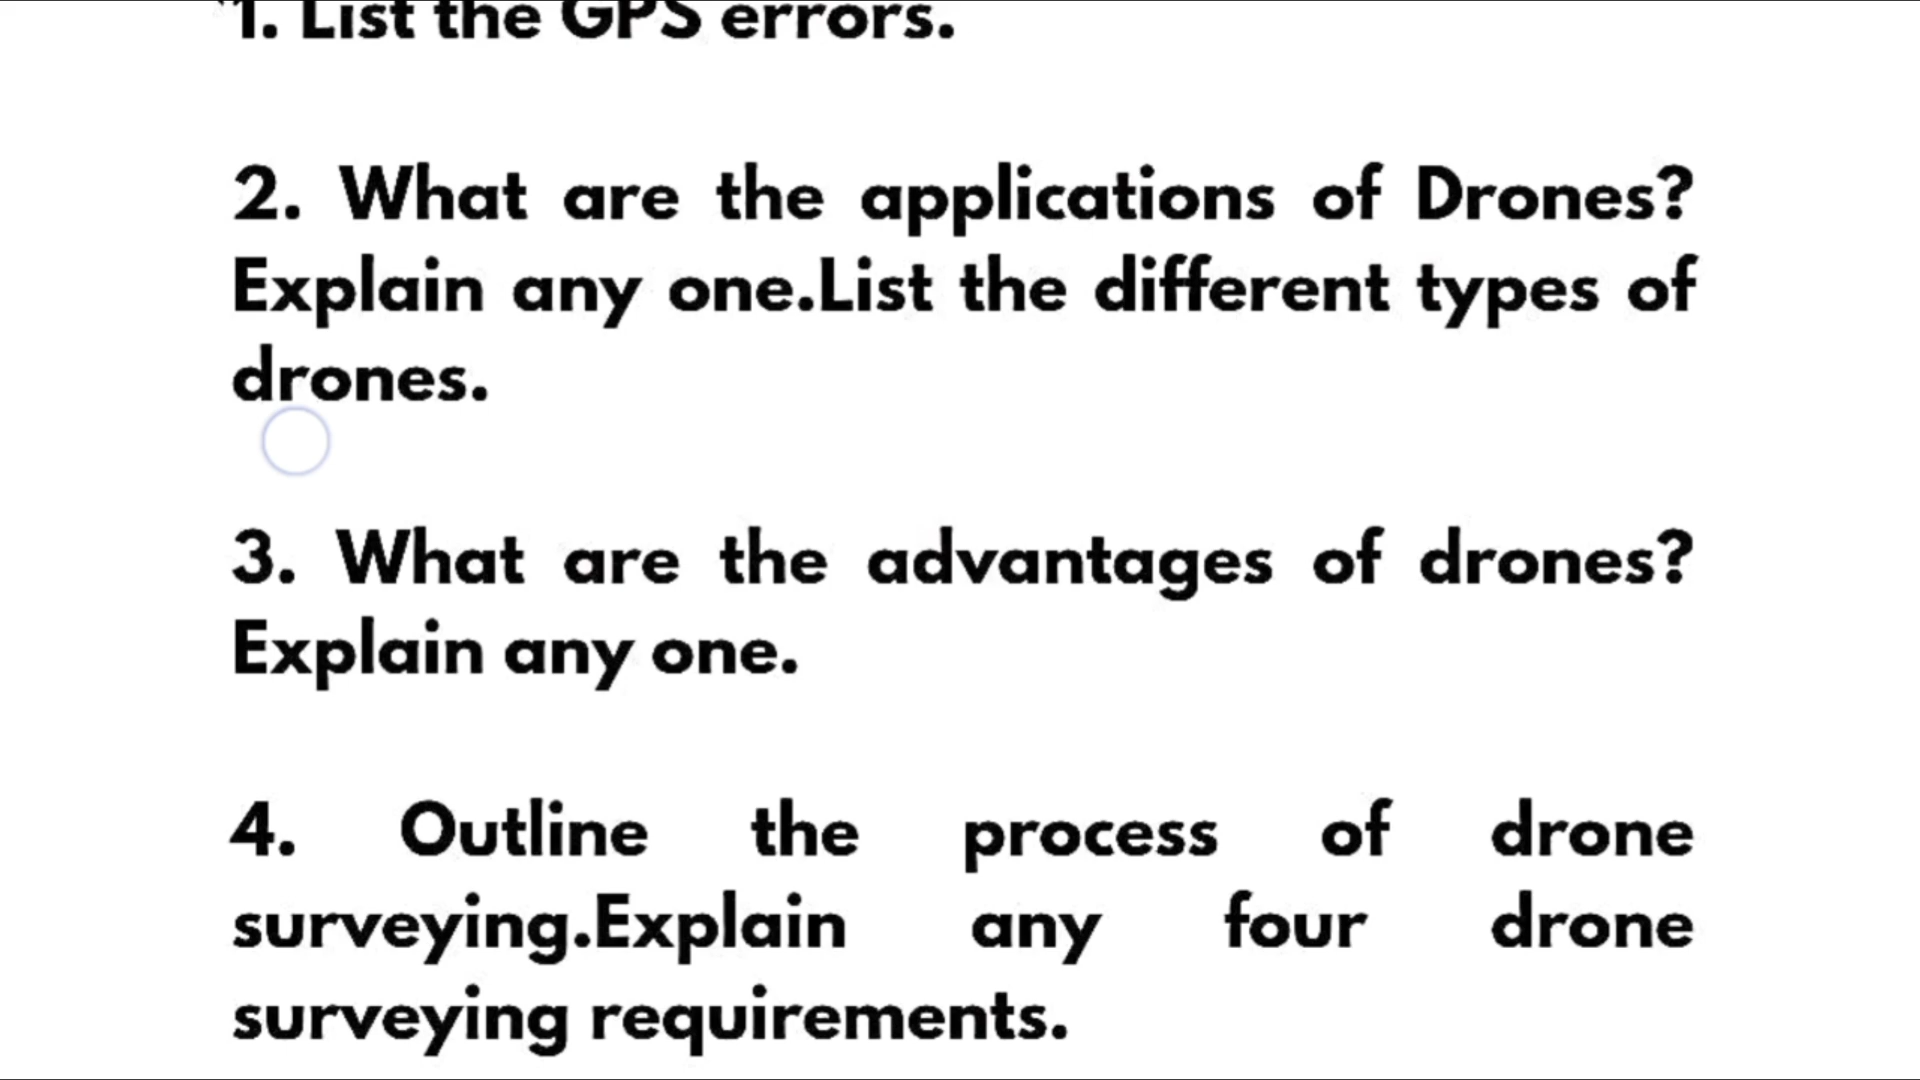 1. List the GPS errors.
2. What are the applications of Drones?
Explain any one.List the different types of
drones.
3. What are the advantages of drones?
Explain any one.
4. Outline the process of drone
surveying.Explain any four drone
surveying requirements.